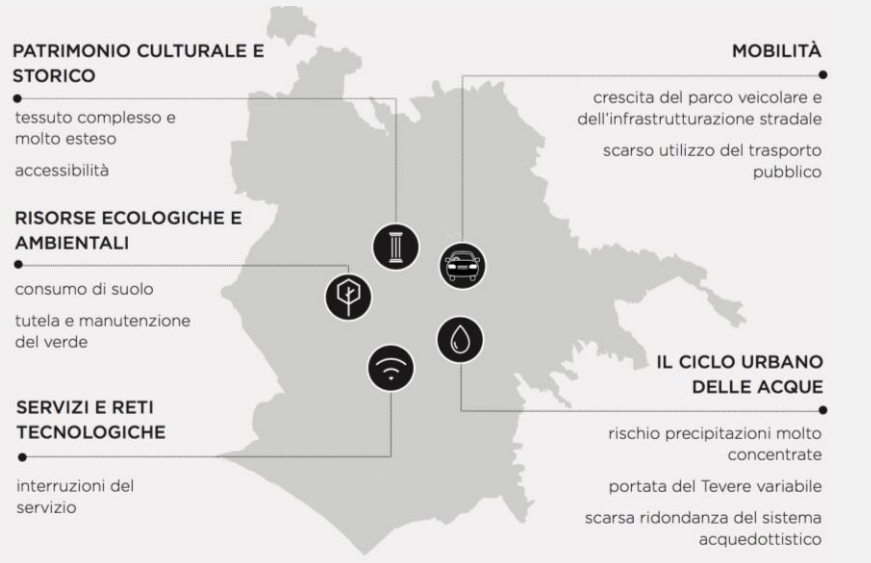 PATRIMONIO CULTURALE E
STORICO
tessuto complesso e
molto esteso
accessibilità
RISORSE ECOLOGICHE E
AMBIENTALI
consumo di suolo
tutela e manutenzione
del verde
SERVIZI E RETI
TECNOLOGICHE
interruzioni del
servizio
MOBILITÀ
crescita del parco veicolare e
dell'infrastrutturazione stradale
scarso utilizzo del trasporto
pubblico
IL CICLO URBANO
DELLE ACQUE
rischio precipitazioni molto
concentrate
portata del Tevere variabile
scarsa ridondanza del sistema
acquedottistico